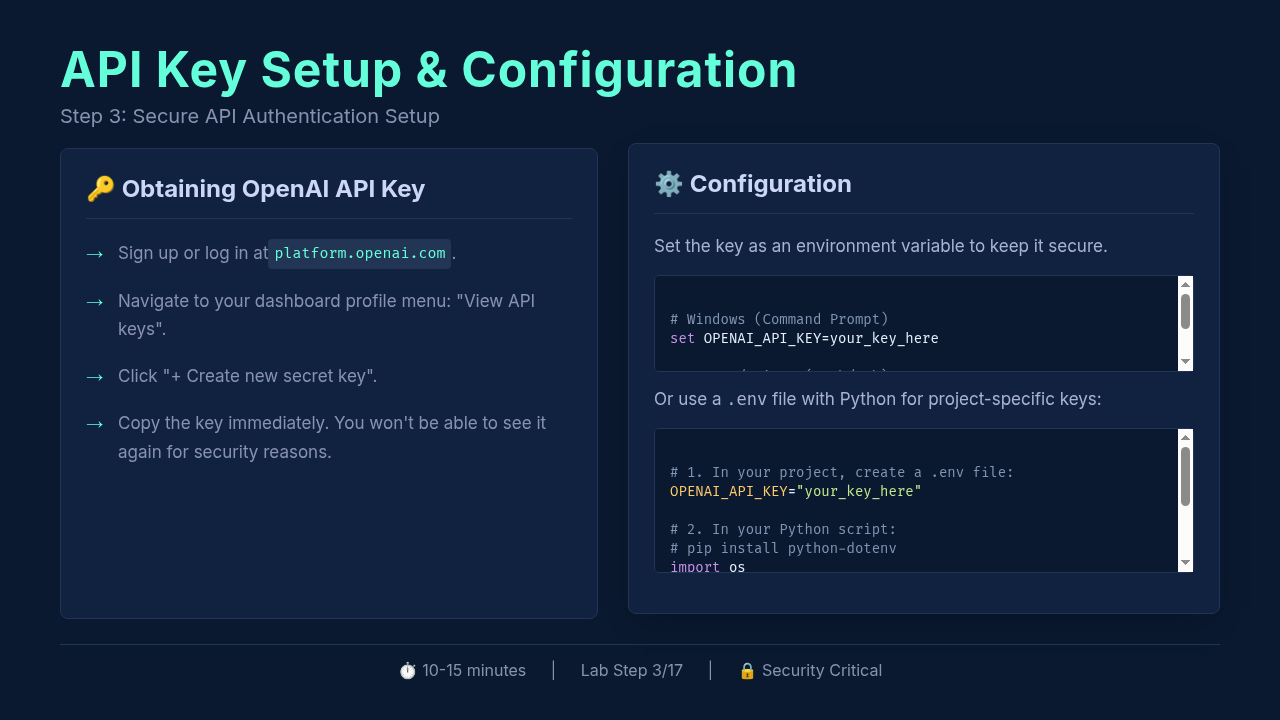 API Key Setup & Configuration
Step 3: Secure API Authentication Setup
🔑 Obtaining OpenAI API Key
→ Sign up or log in at platform.openai.com.
→ Navigate to your dashboard profile menu: "View API
keys".
→ Click "+ Create new secret key".
→ Copy the key immediately. You won't be able to see it
again for security reasons.
⚙️ Configuration
Set the key as an environment variable to keep it secure.
# Windows (Command Prompt)
set OPENAI_API_KEY=your_key_here
Or use a .env file with Python for project-specific keys:
# 1. In your project, create a .env file:
OPENAI_API_KEY="your_key_here"
# 2. In your Python script:
# pip install python-dotenv
import os
⏱️ 10-15 minutes | Lab Step 3/17 | 🔒 Security Critical